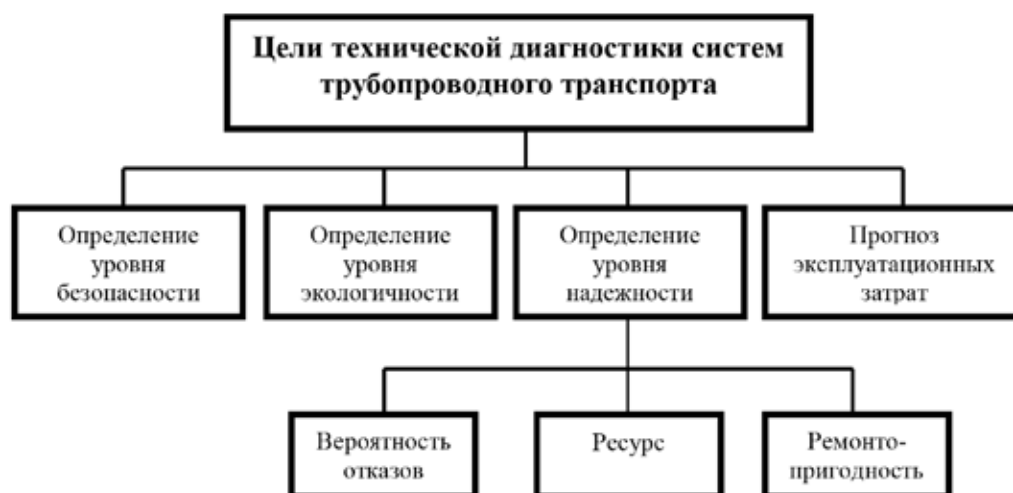 Цели технической диагностики систем
трубопроводного транспорта
Определение
уровня
безопасности
Определение
уровня
экологичности
Определение
уровня
надежности
Прогноз
эксплуатационных
затрат
Вероятность
отказов
Ресурс
Ремонто-
пригодность